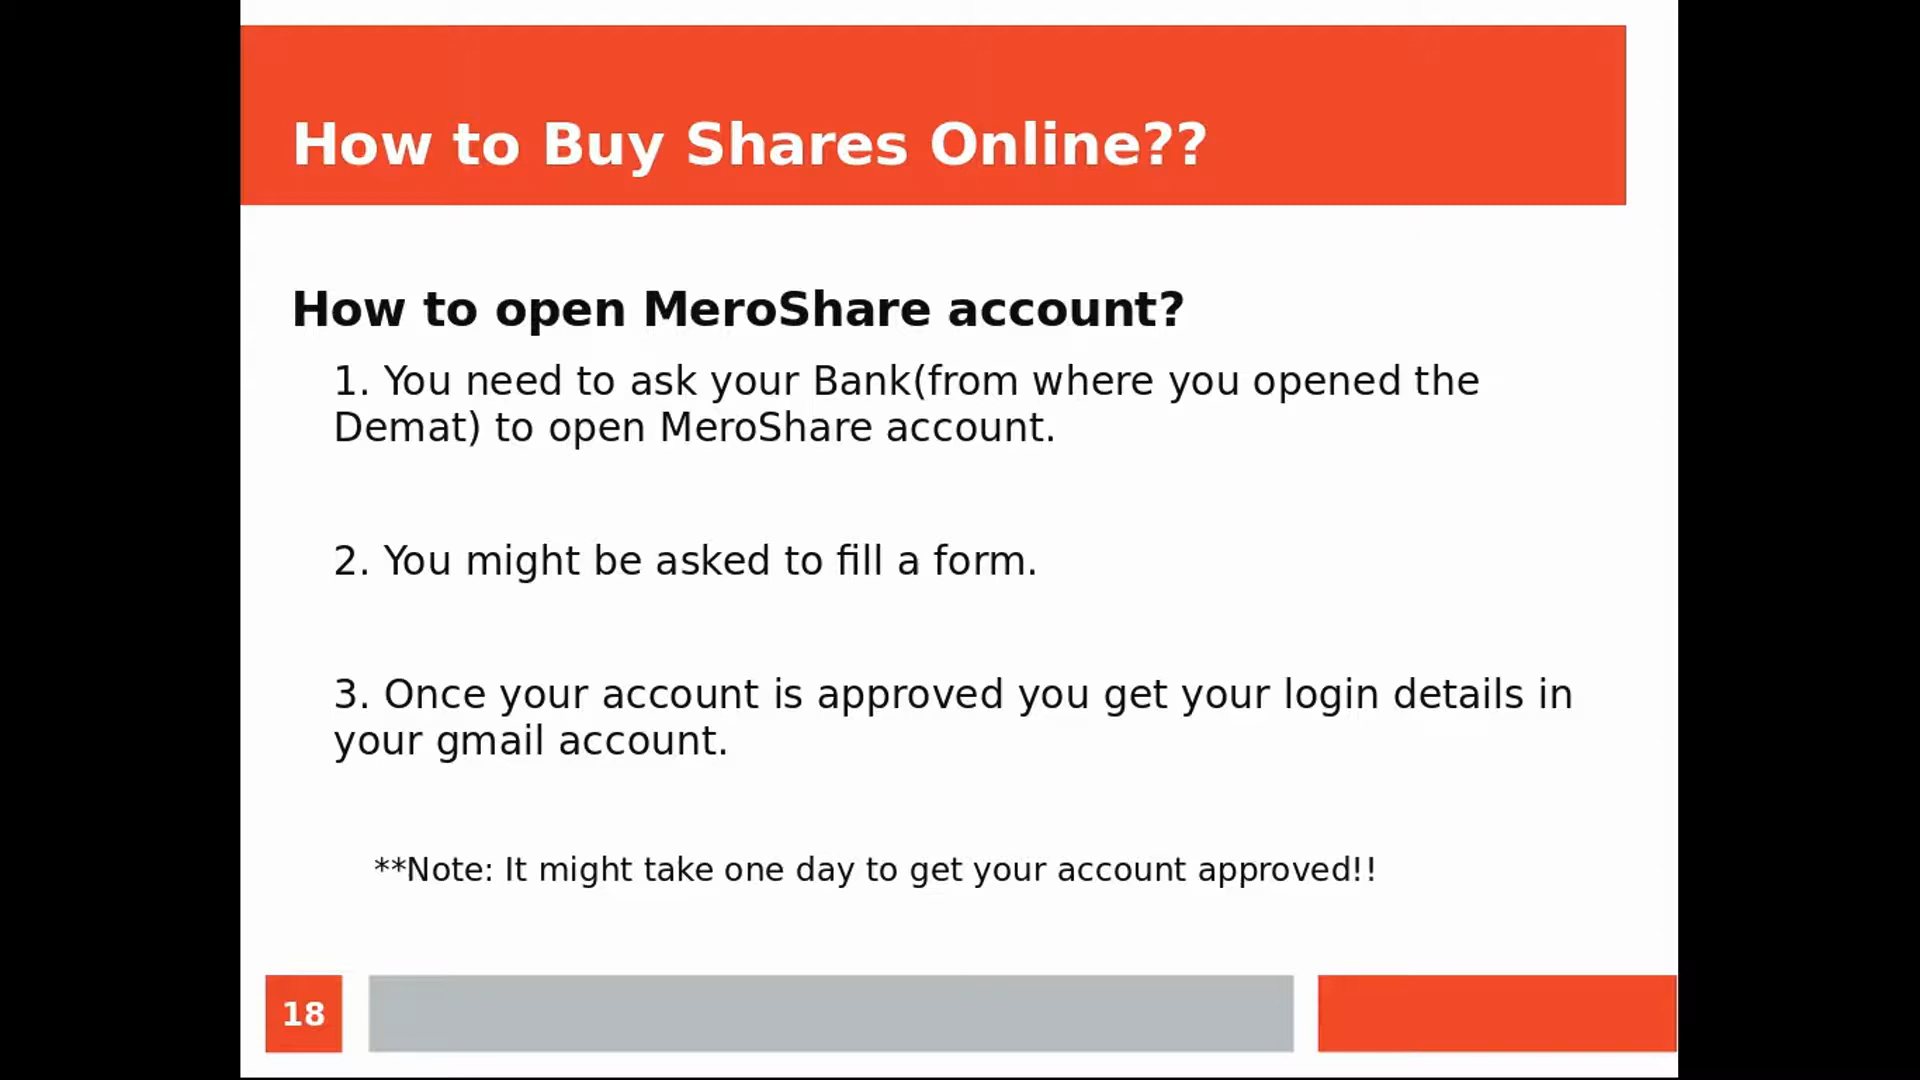 How to Buy Shares Online??
How to open MeroShare account?
1. You need to ask your Bank(from where you opened the
Demat) to open MeroShare account.
2. You might be asked to fill a form.
3. Once your account is approved you get your login details in
your gmail account.
**Note: It might take one day to get your account approved!!
18